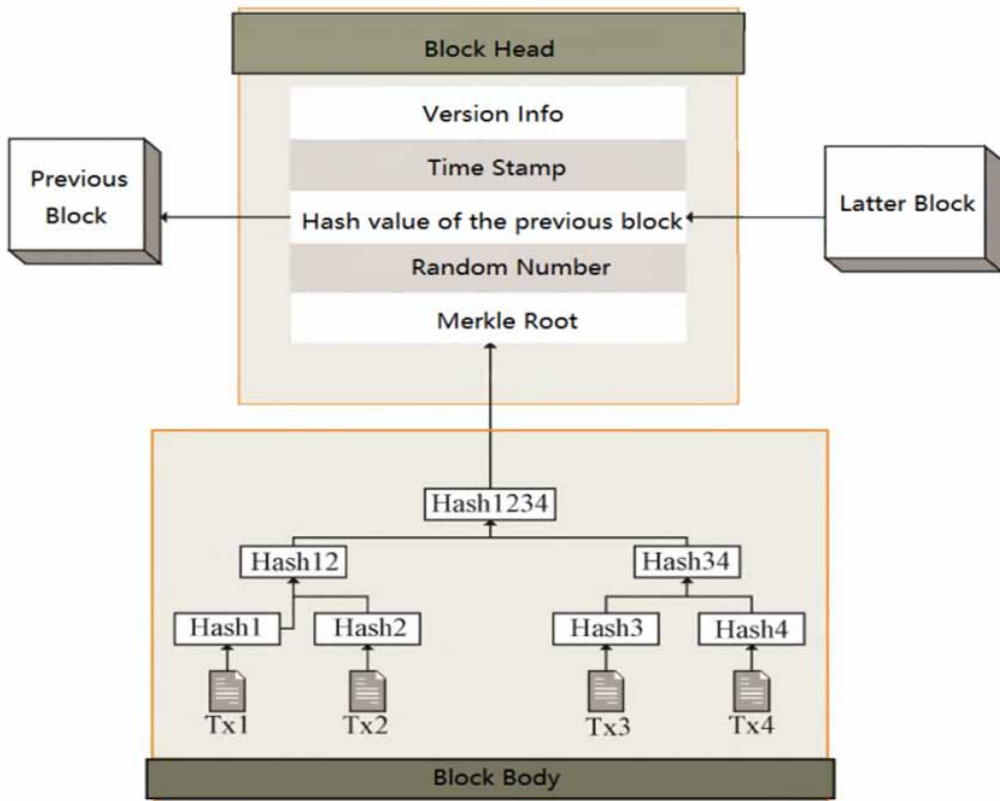 Block Head
Version Info
Time Stamp
Previous
Block
Hash value of the previous block
Latter Block
Random Number
Merkle Root
Hash1234
Hash12
Hash34
Hash1
Hash2
Hash3
Hash4
Tx1
Tx2
Tx3
Tx4
Block Body